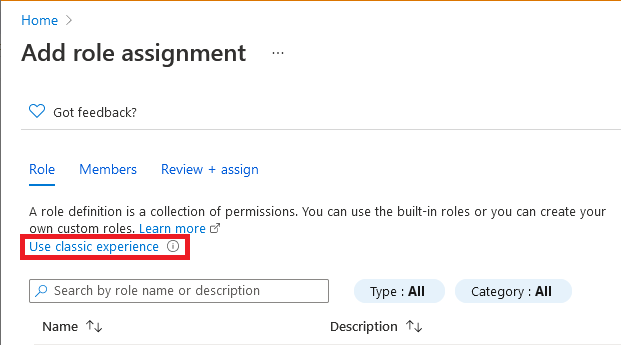 Home >
Add role assignment ...
Got feedback?
Role Members Review + assign
A role definition is a collection of permissions. You can use the built-in roles or you can create your
own custom roles. Learn more
Use classic experience
Search by role name or description Type : All Category : All
Name ↑↓ Description ↑↓